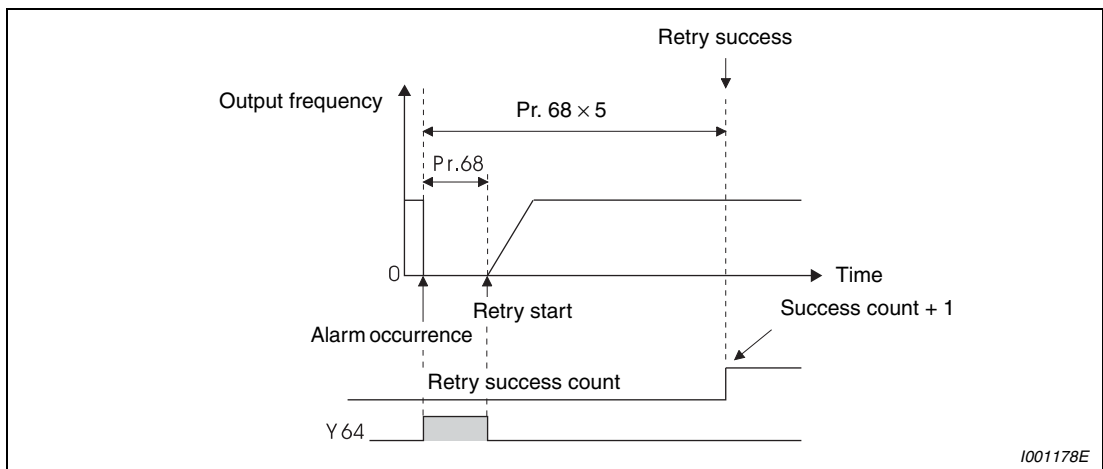 Retry success
Output frequency
Pr. 68 × 5
Pr.68
0
Time
Retry start
Success count + 1
Alarm occurrence
Retry success count
Y64
I001178E